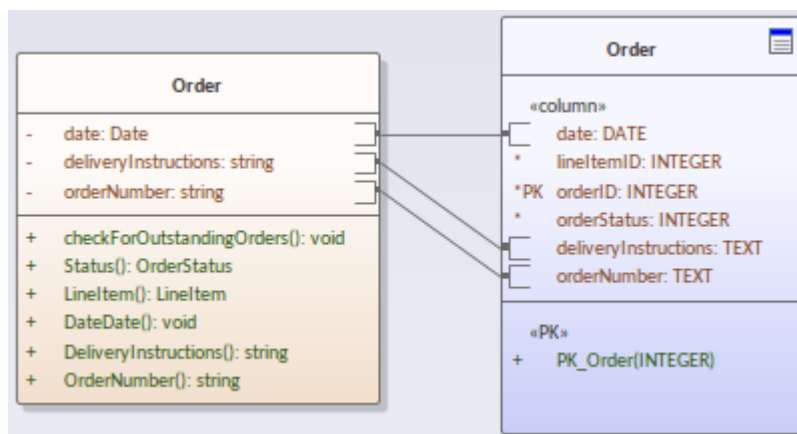 Order
- date: Date
- deliveryInstructions: string
- orderNumber: string
+ checkForOutstandingOrders(): void
+ Status(): OrderStatus
+ LineItem(): LineItem
+ DateDate(): void
+ DeliveryInstructions(): string
+ OrderNumber(): string
Order
«column»
date: DATE
* lineItemID: INTEGER
*PK orderID: INTEGER
* orderStatus: INTEGER
deliveryInstructions: TEXT
orderNumber: TEXT
«PK»
+ PK_Order(INTEGER)